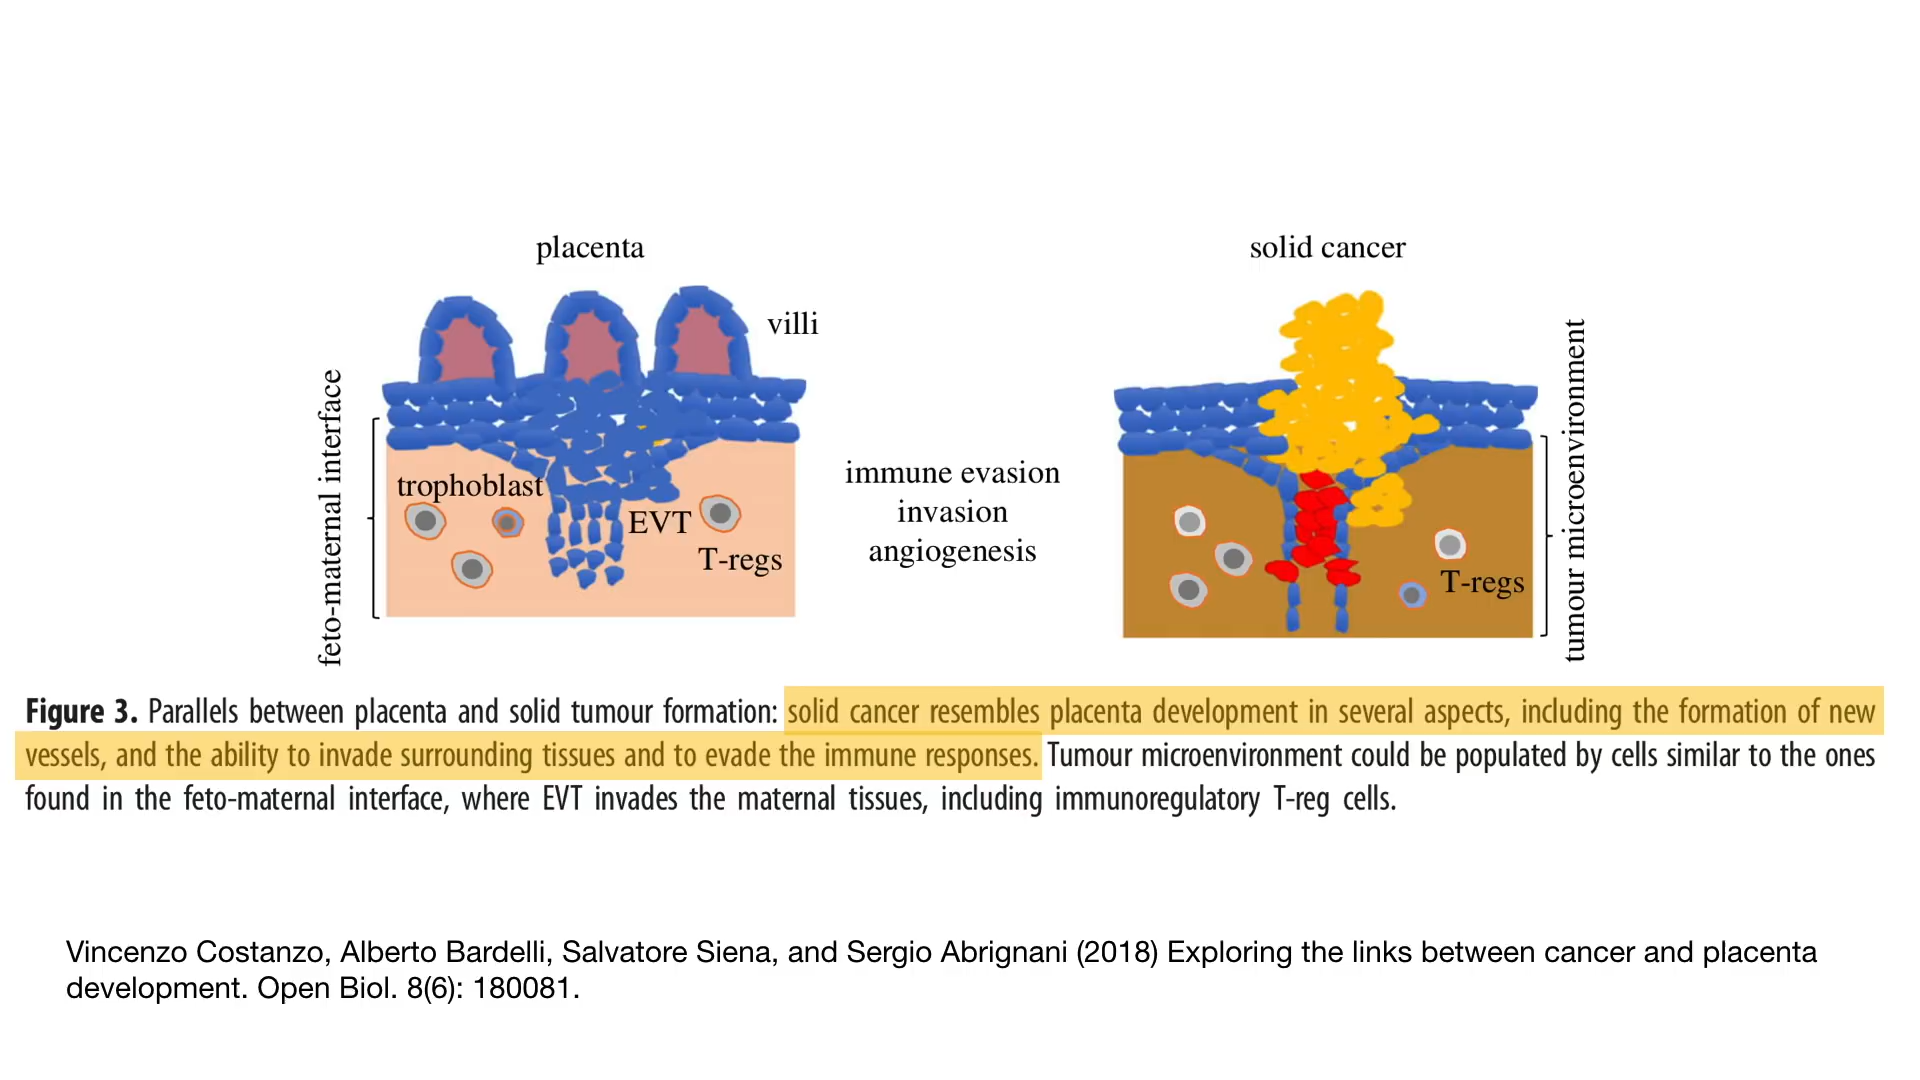 placenta
villi
feto-maternal interface
trophoblast
EVT
T-regs
immune evasion
invasion
angiogenesis
solid cancer
T-regs
tumour microenvironment
Figure 3. Parallels between placenta and solid tumour formation: solid cancer resembles placenta development in several aspects, including the formation of new
vessels, and the ability to invade surrounding tissues and to evade the immune responses. Tumour microenvironment could be populated by cells similar to the ones
found in the feto-maternal interface, where EVT invades the maternal tissues, including immunoregulatory T-reg cells.
Vincenzo Costanzo, Alberto Bardelli, Salvatore Siena, and Sergio Abrignani (2018) Exploring the links between cancer and placenta
development. Open Biol. 8(6): 180081.